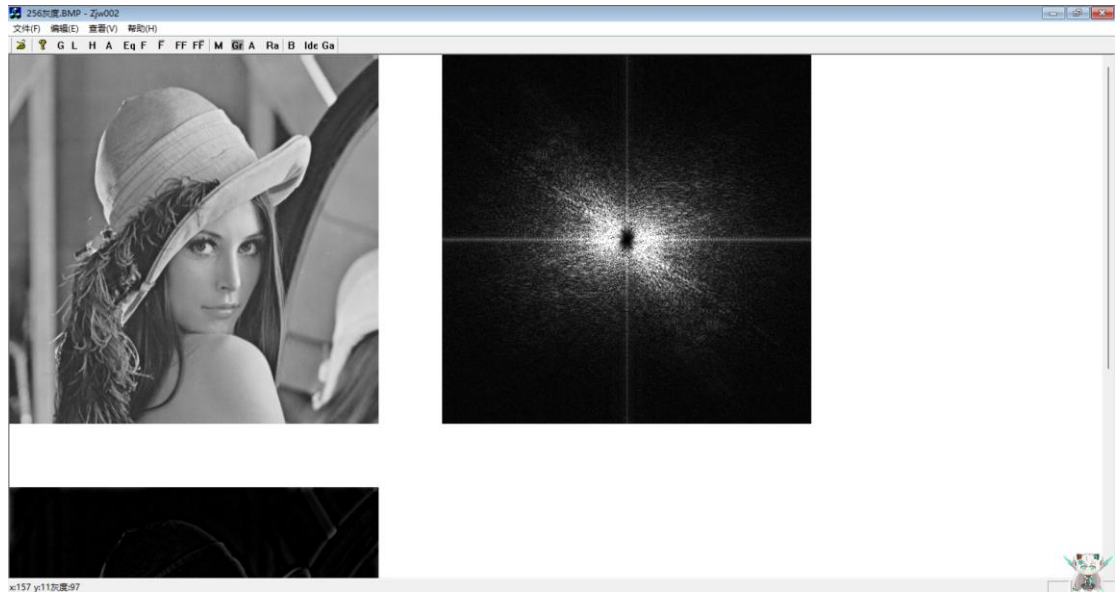 256灰度.BMP - Zjw002
文件(F) 编辑(E) 查看(V) 帮助(H)
G L H A Eq F F̄ FF FF̄ M Gr A Ra B Ide Ga
x:157 y:11灰度:97